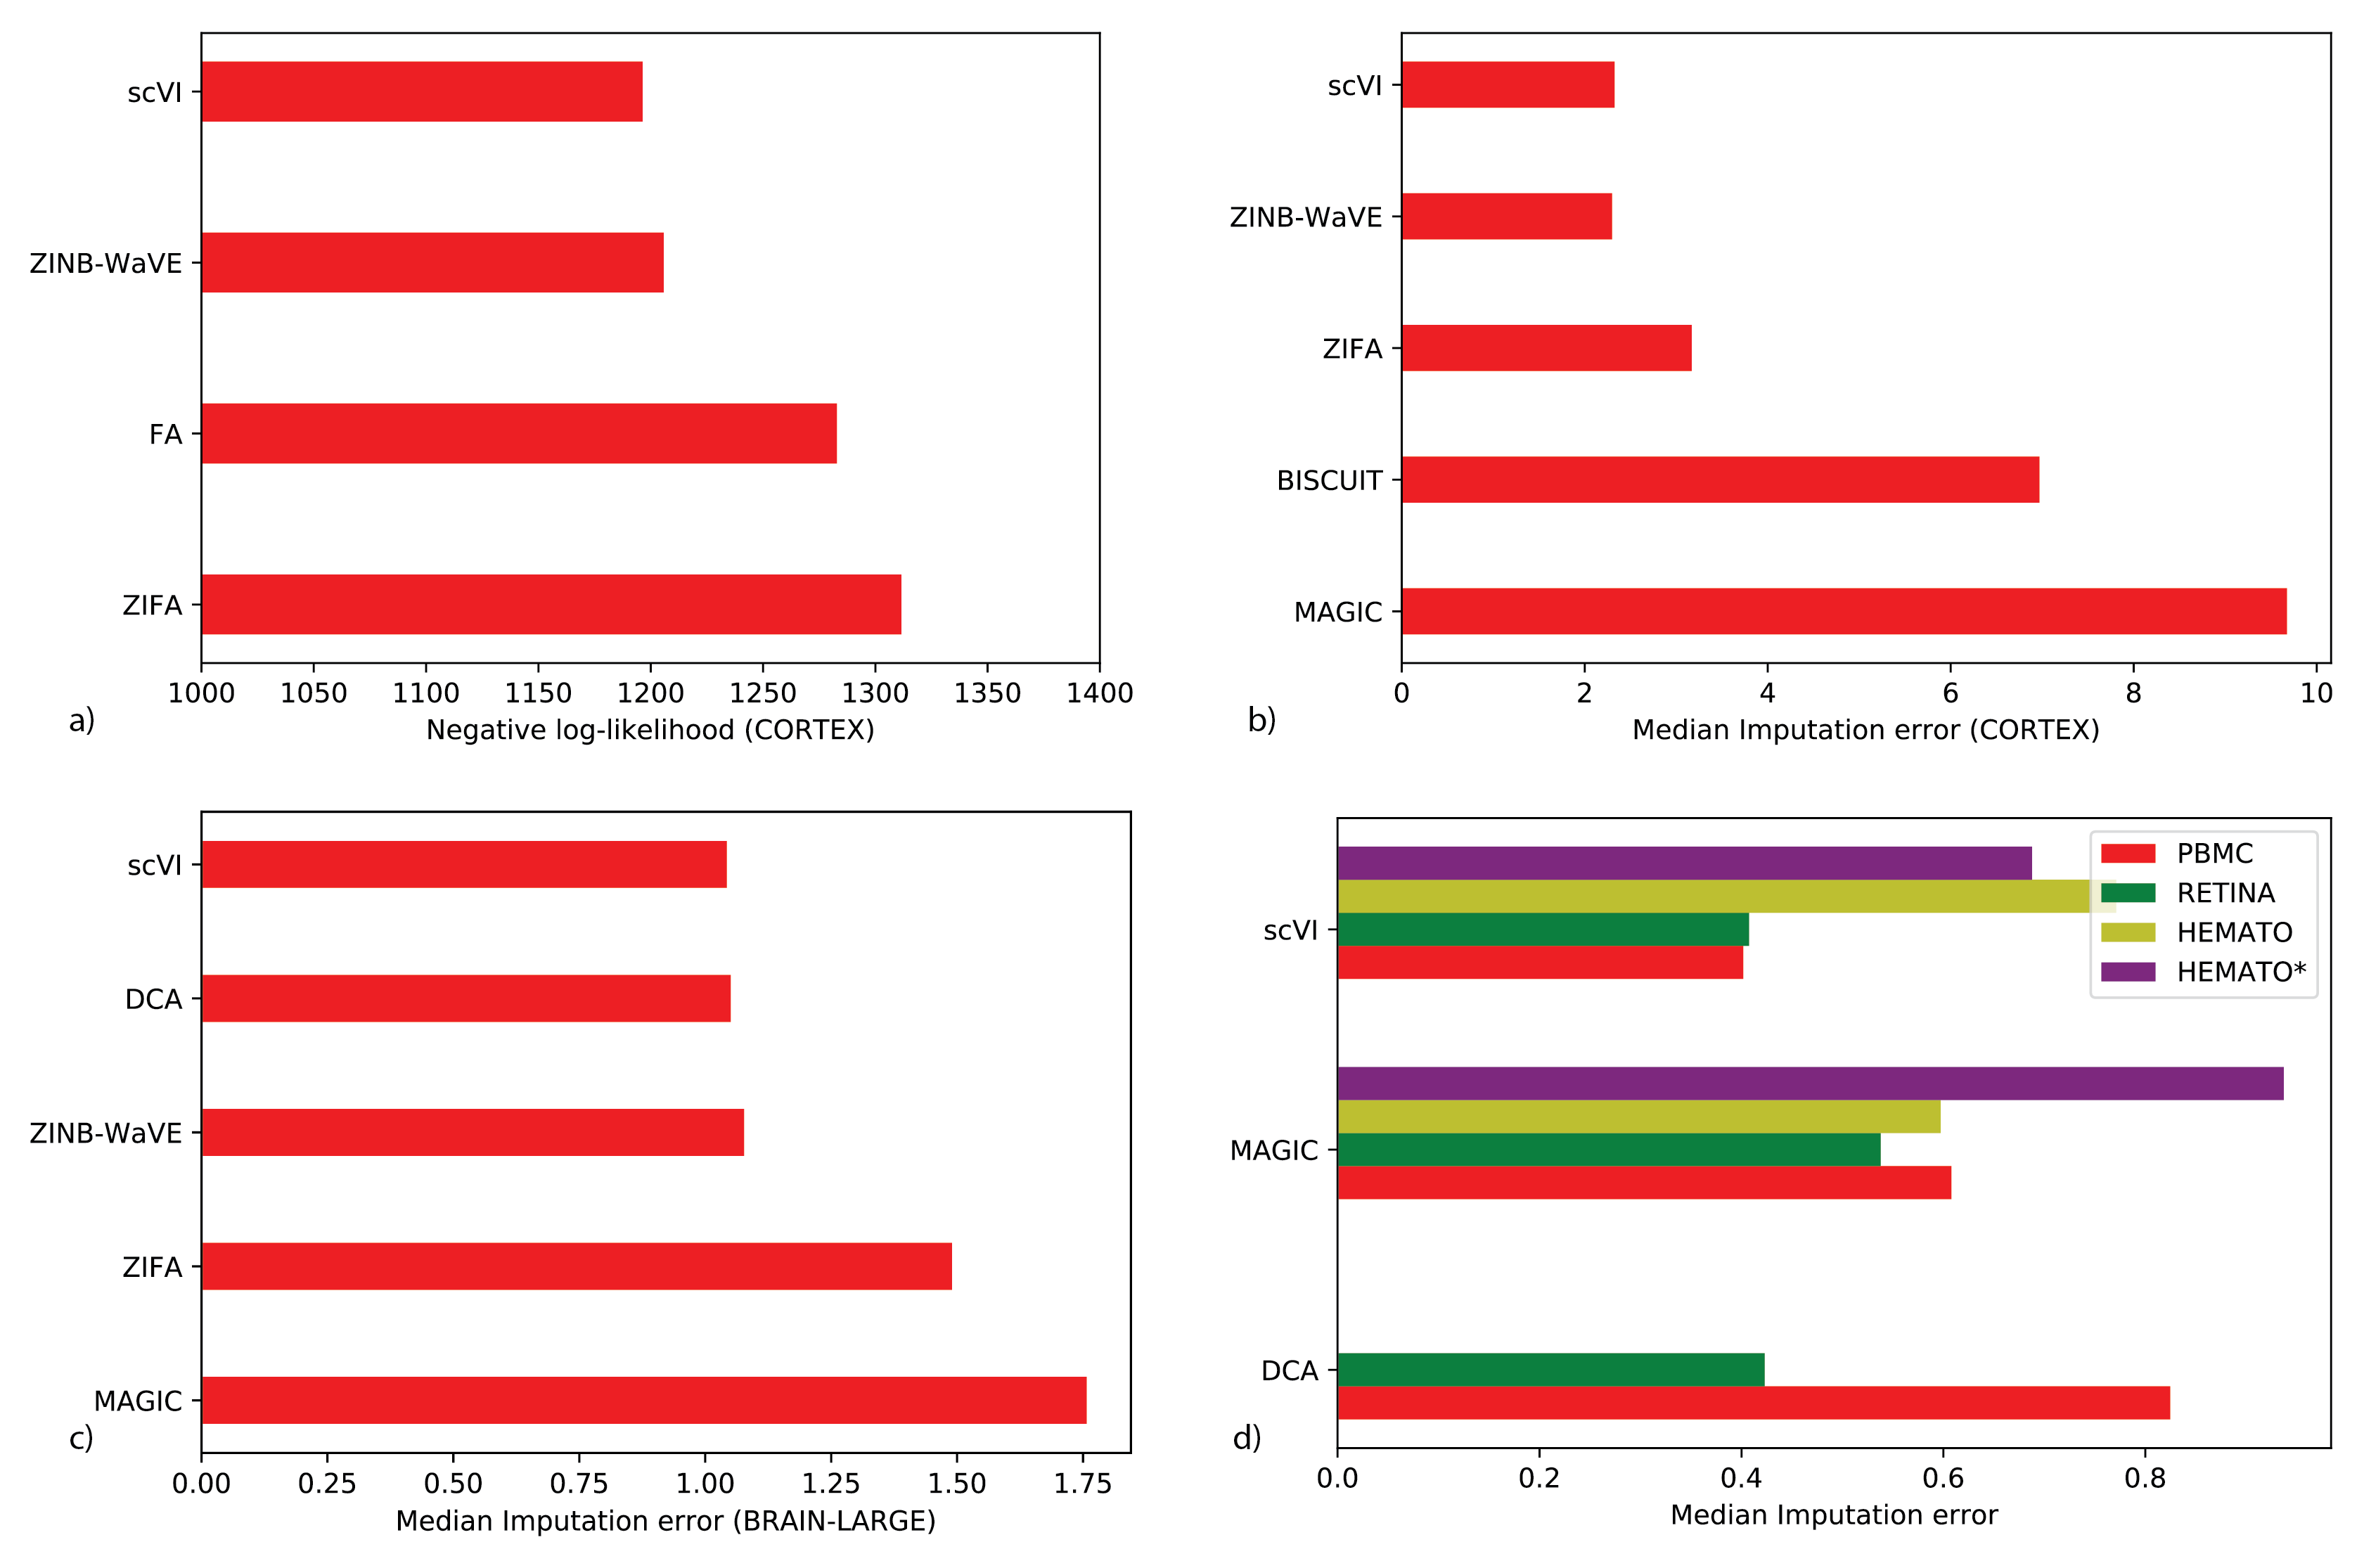 scVI
ZINB-WaVE
FA
ZIFA
1000 1050 1100 1150 1200 1250 1300 1350 1400
a)
Negative log-likelihood (CORTEX)
scVI
ZINB-WaVE
ZIFA
BISCUIT
MAGIC
0 2 4 6 8 10
b)
Median Imputation error (CORTEX)
scVI
DCA
ZINB-WaVE
ZIFA
MAGIC
c)
0.00 0.25 0.50 0.75 1.00 1.25 1.50 1.75
Median Imputation error (BRAIN-LARGE)
PBMC
RETINA
HEMATO
HEMATO*
scVI
MAGIC
DCA
d)
0.0 0.2 0.4 0.6 0.8
Median Imputation error